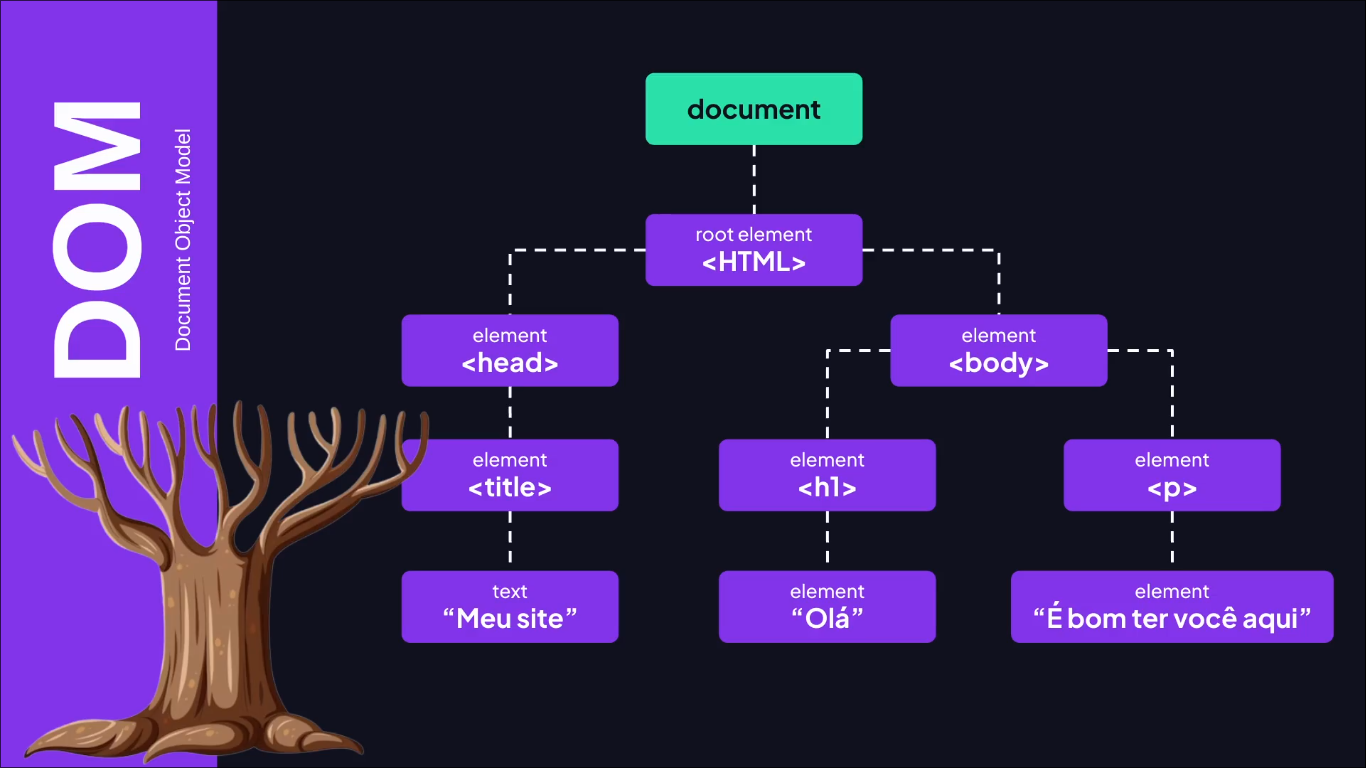 DOM
Document Object Model
document
root element
<HTML>
element
<head>
element
<body>
element
<title>
element
<h1>
element
<p>
text
“Meu site”
element
“Olá”
element
“É bom ter você aqui”